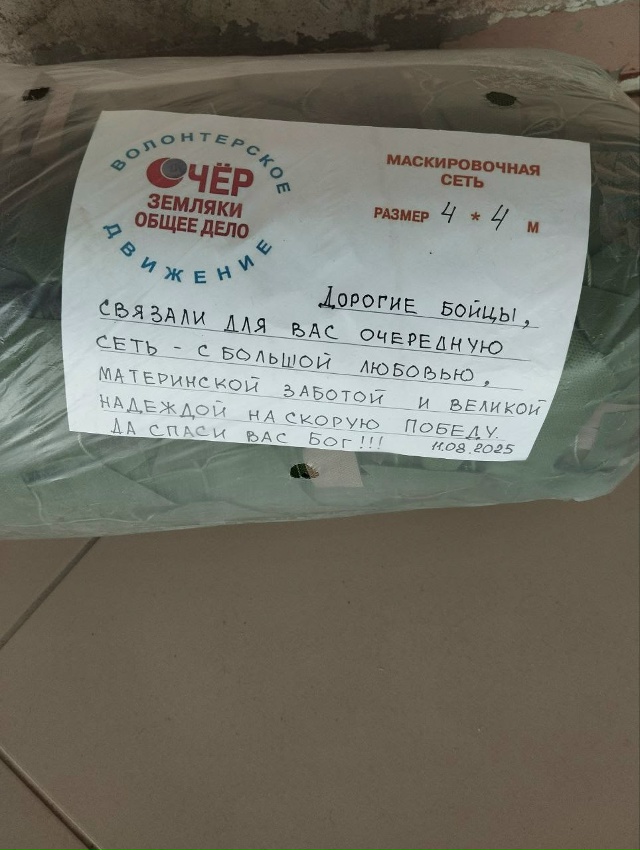 ВОЛОНТЕРСКОЕ
ОЧЁР
ЗЕМЛЯКИ
ОБЩЕЕ ДЕЛО
ДВИЖЕНИЕ
МАСКИРОВОЧНАЯ
СЕТЬ
РАЗМЕР 4 * 4 М
ДОРОГИЕ БОЙЦЫ,
СВЯЗАЛИ ДЛЯ ВАС ОЧЕРЕДНУЮ
СЕТЬ - С БОЛЬШОЙ ЛЮБОВЬЮ,
МАТЕРИНСКОЙ ЗАБОТОЙ И ВЕЛИКОЙ
НАДЕЖДОЙ НА СКОРУЮ ПОБЕДУ.
ДА СПАСИ ВАС БОГ!!! 11.08.2025